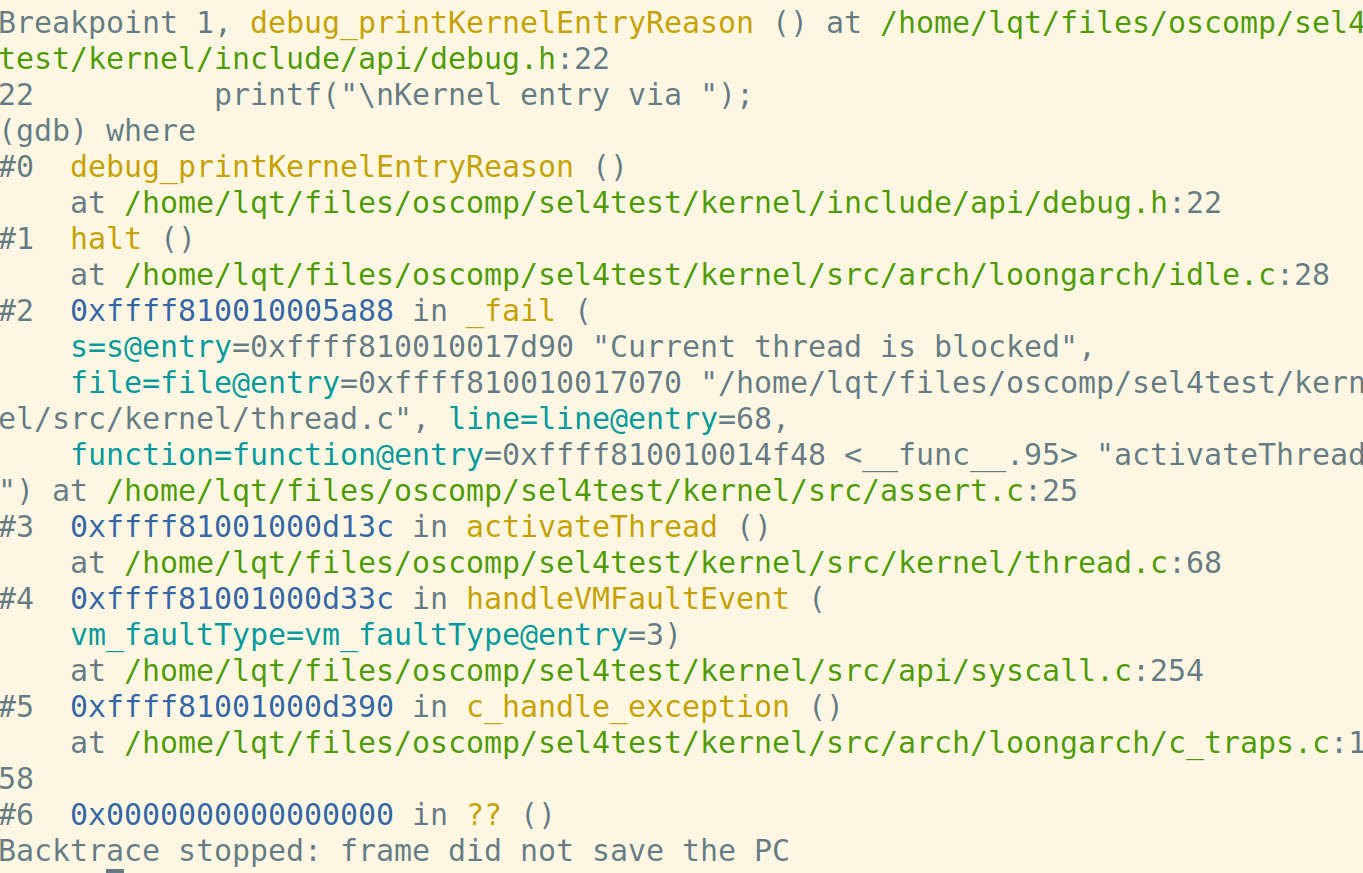 Breakpoint 1, debug_printKernelEntryReason () at /home/lqt/files/oscomp/sel4
test/kernel/include/api/debug.h:22
22          printf("\nKernel entry via ");
(gdb) where
#0  debug_printKernelEntryReason ()
    at /home/lqt/files/oscomp/sel4test/kernel/include/api/debug.h:22
#1  halt ()
    at /home/lqt/files/oscomp/sel4test/kernel/src/arch/loongarch/idle.c:28
#2  0xffff810010005a88 in _fail (
    s=s@entry=0xffff810010017d90 "Current thread is blocked",
    file=file@entry=0xffff810010017070 "/home/lqt/files/oscomp/sel4test/kern
el/src/kernel/thread.c", line=line@entry=68,
    function=function@entry=0xffff810010014f48 <__func__.95> "activateThread
") at /home/lqt/files/oscomp/sel4test/kernel/src/assert.c:25
#3  0xffff81001000d13c in activateThread ()
    at /home/lqt/files/oscomp/sel4test/kernel/src/kernel/thread.c:68
#4  0xffff81001000d33c in handleVMFaultEvent (
    vm_faultType=vm_faultType@entry=3)
    at /home/lqt/files/oscomp/sel4test/kernel/src/api/syscall.c:254
#5  0xffff81001000d390 in c_handle_exception ()
    at /home/lqt/files/oscomp/sel4test/kernel/src/arch/loongarch/c_traps.c:1
58
#6  0x0000000000000000 in ?? ()
Backtrace stopped: frame did not save the PC